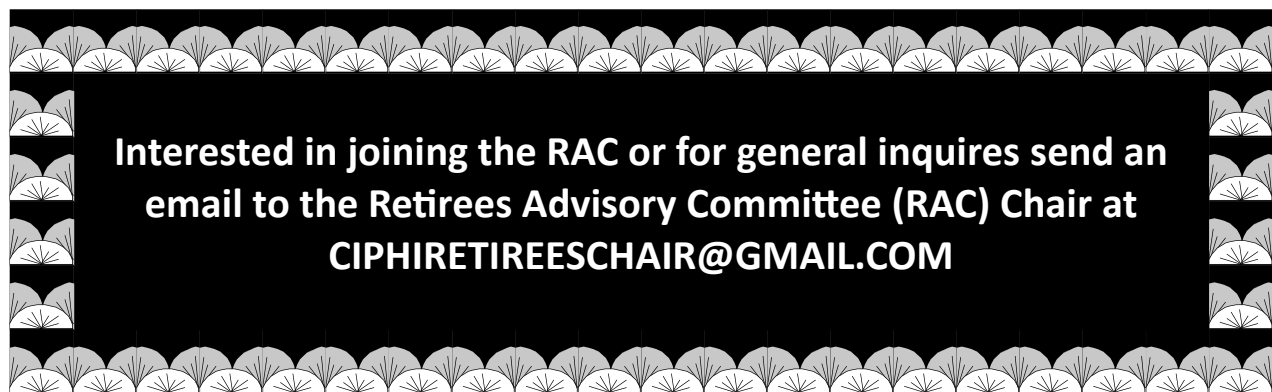 Interested in joining the RAC or for general inquires send an
email to the Retirees Advisory Committee (RAC) Chair at
CIPHIRETIREESCHAIR@GMAIL.COM